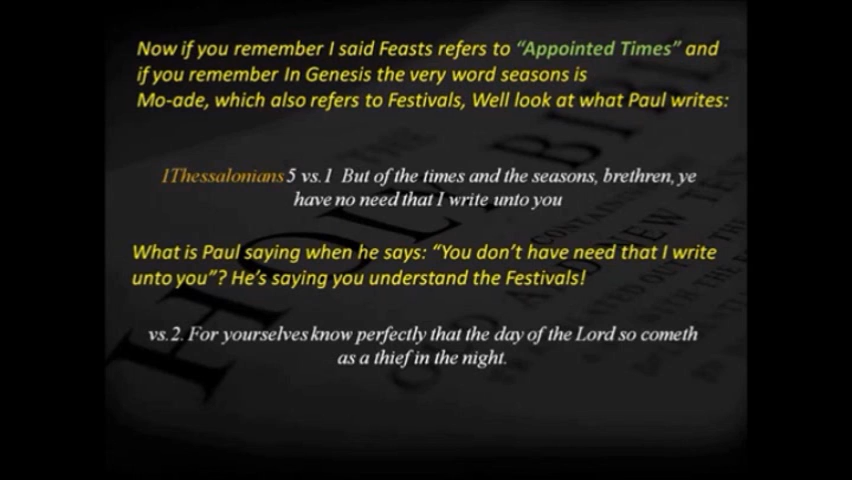 Now if you remember I said Feasts refers to “Appointed Times” and
if you remember In Genesis the very word seasons is
Mo-ade, which also refers to Festivals, Well look at what Paul writes:
1Thessalonians 5 vs.1 But of the times and the seasons, brethren, ye
have no need that I write unto you
What is Paul saying when he says: “You don’t have need that I write
unto you”? He’s saying you understand the Festivals!
vs.2. For yourselves know perfectly that the day of the Lord so cometh
as a thief in the night.
HOLY BIBLE